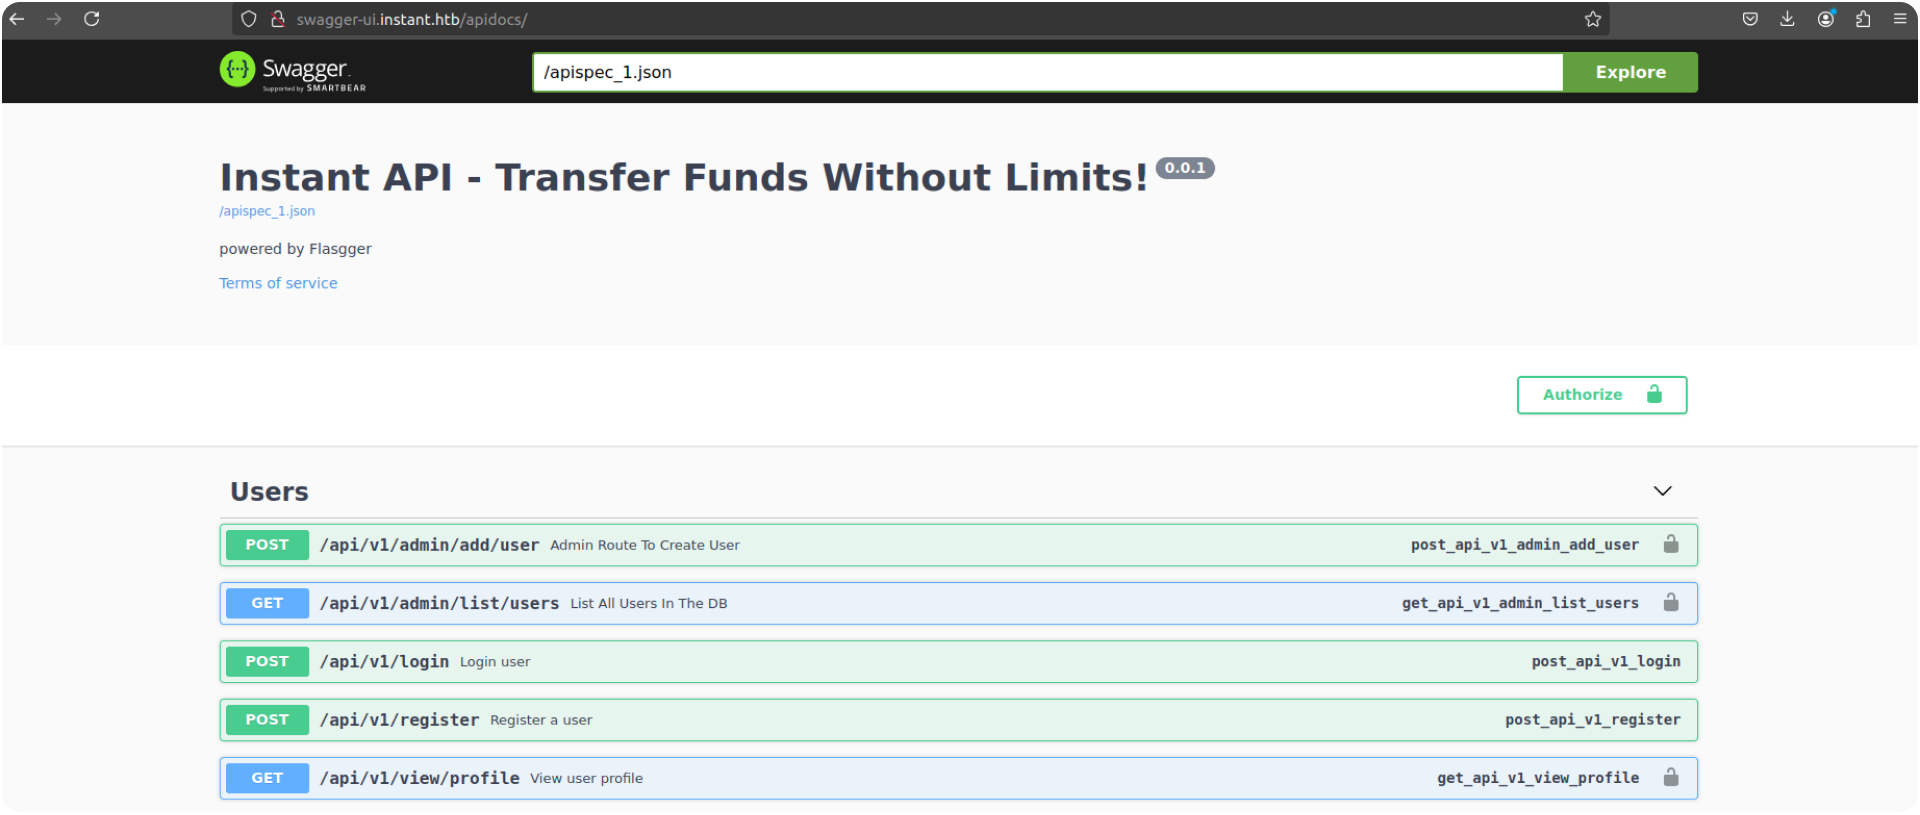 swagger-ui.instant.htb/apidocs/
{···} Swagger.
Supported by SMARTBEAR
/apispec_1.json
Explore
Instant API - Transfer Funds Without Limits! 0.0.1
/apispec_1.json
powered by Flasgger
Terms of service
Authorize
Users
POST /api/v1/admin/add/user Admin Route To Create User post_api_v1_admin_add_user
GET /api/v1/admin/list/users List All Users In The DB get_api_v1_admin_list_users
POST /api/v1/login Login user post_api_v1_login
POST /api/v1/register Register a user post_api_v1_register
GET /api/v1/view/profile View user profile get_api_v1_view_profile